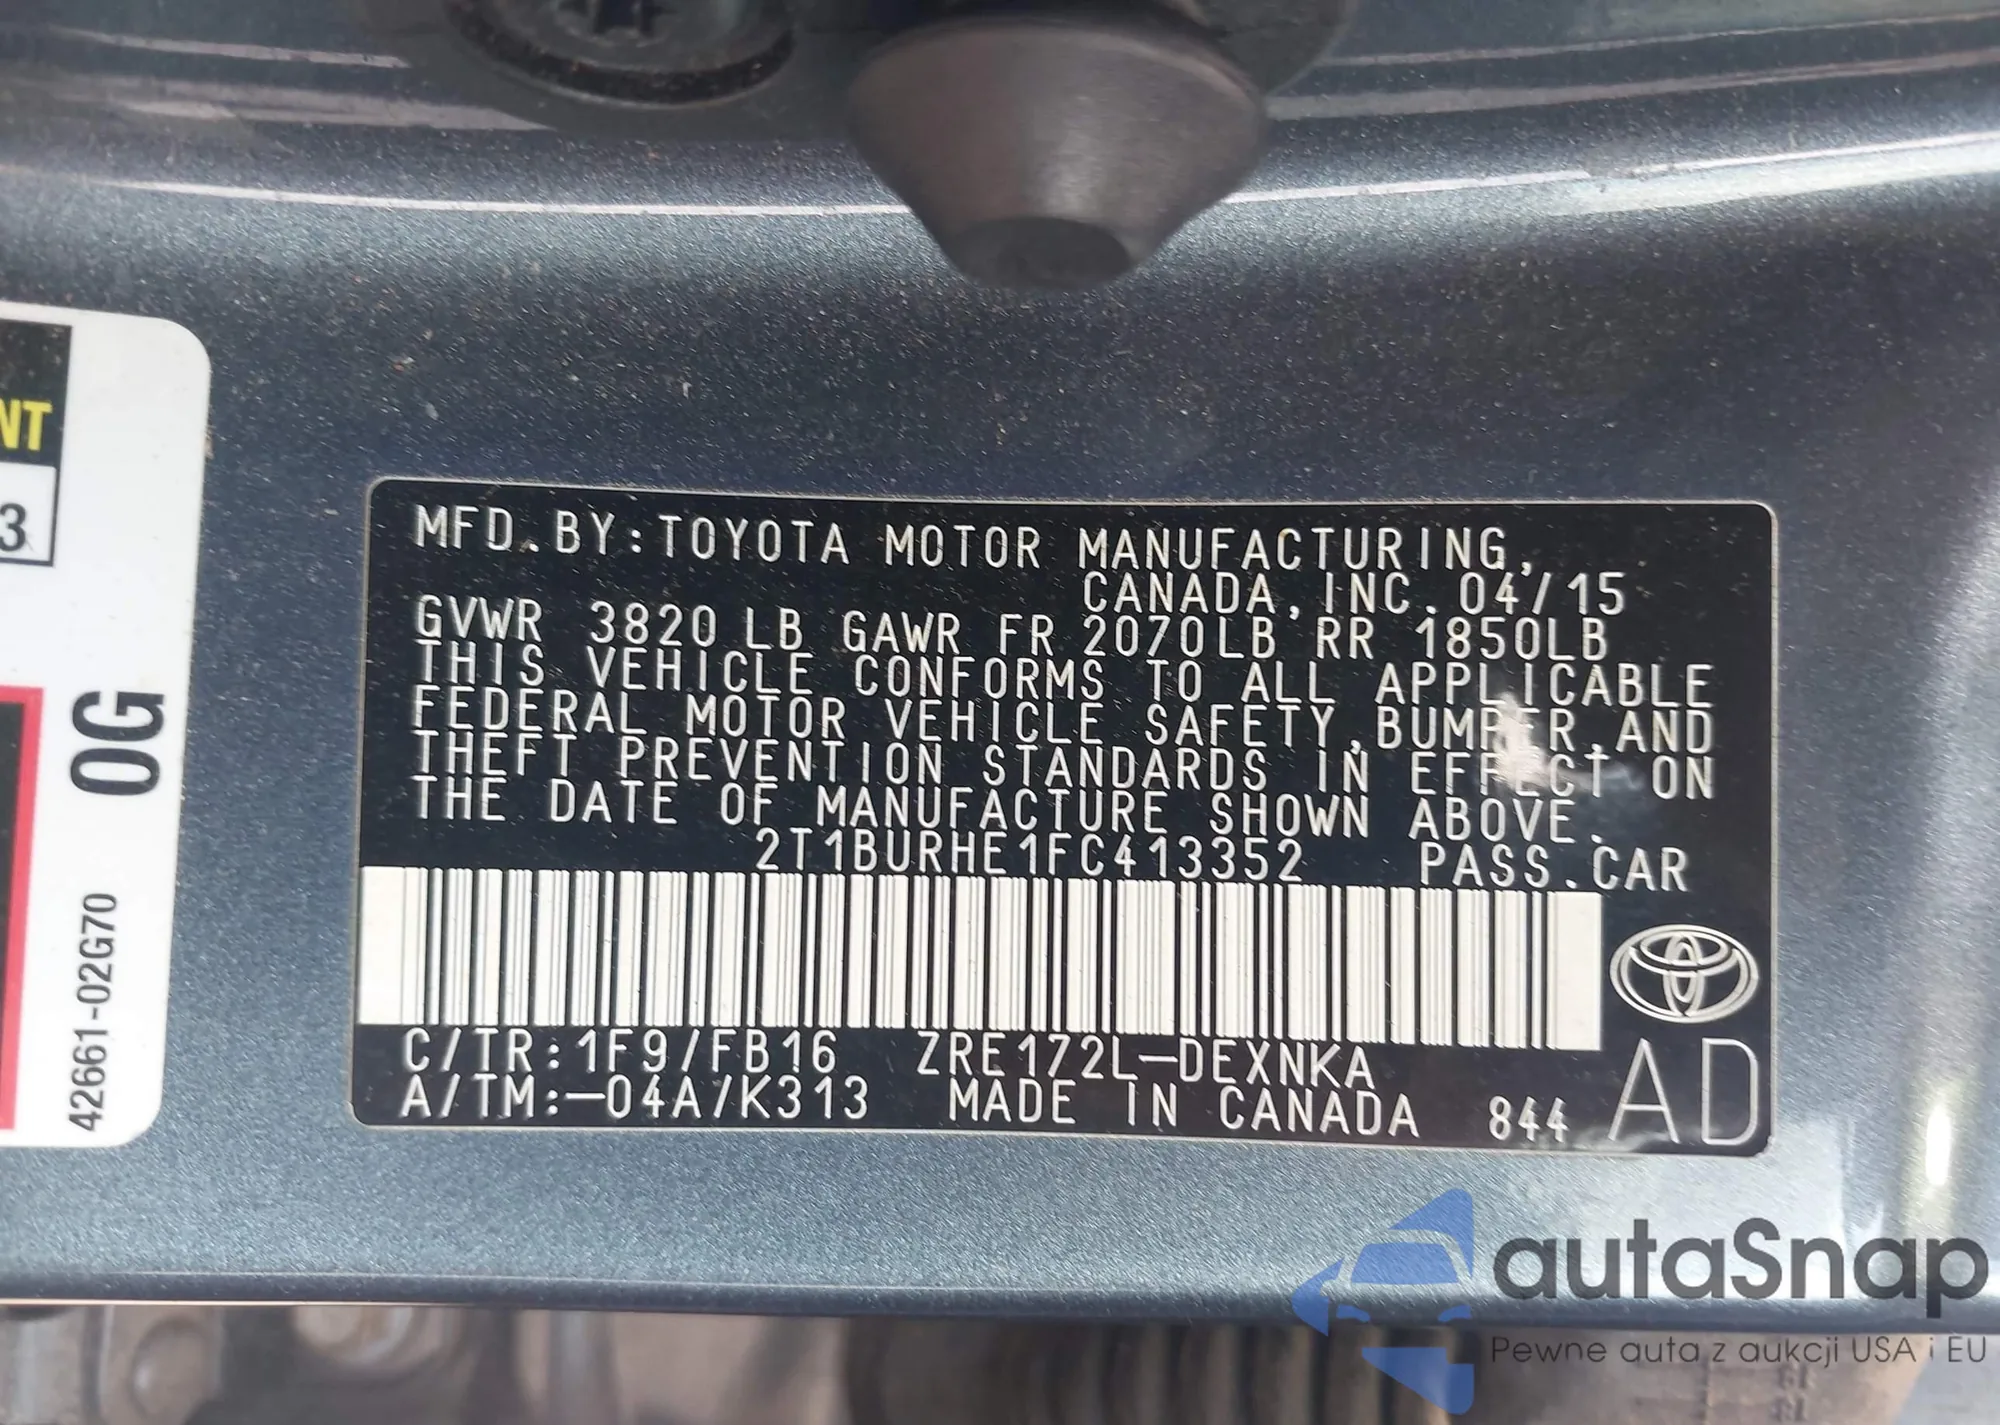 NT
3
0G
42661-02G70
MFD.BY:TOYOTA MOTOR MANUFACTURING,
CANADA,INC. 04/15
GVWR 3820 LB GAWR FR 2070LB RR 1850LB
THIS VEHICLE CONFORMS TO ALL APPLICABLE
FEDERAL MOTOR VEHICLE SAFETY,BUMPER,AND
THEFT PREVENTION STANDARDS IN EFFECT ON
THE DATE OF MANUFACTURE SHOWN ABOVE.
2T1BURHE1FC413352 PASS.CAR
C/TR:1F9/FB16 ZRE172L-DEXNKA
A/TM:-04A/K313 MADE IN CANADA 844
AD
autaSnap
Pewne auta z aukcji USA i EU